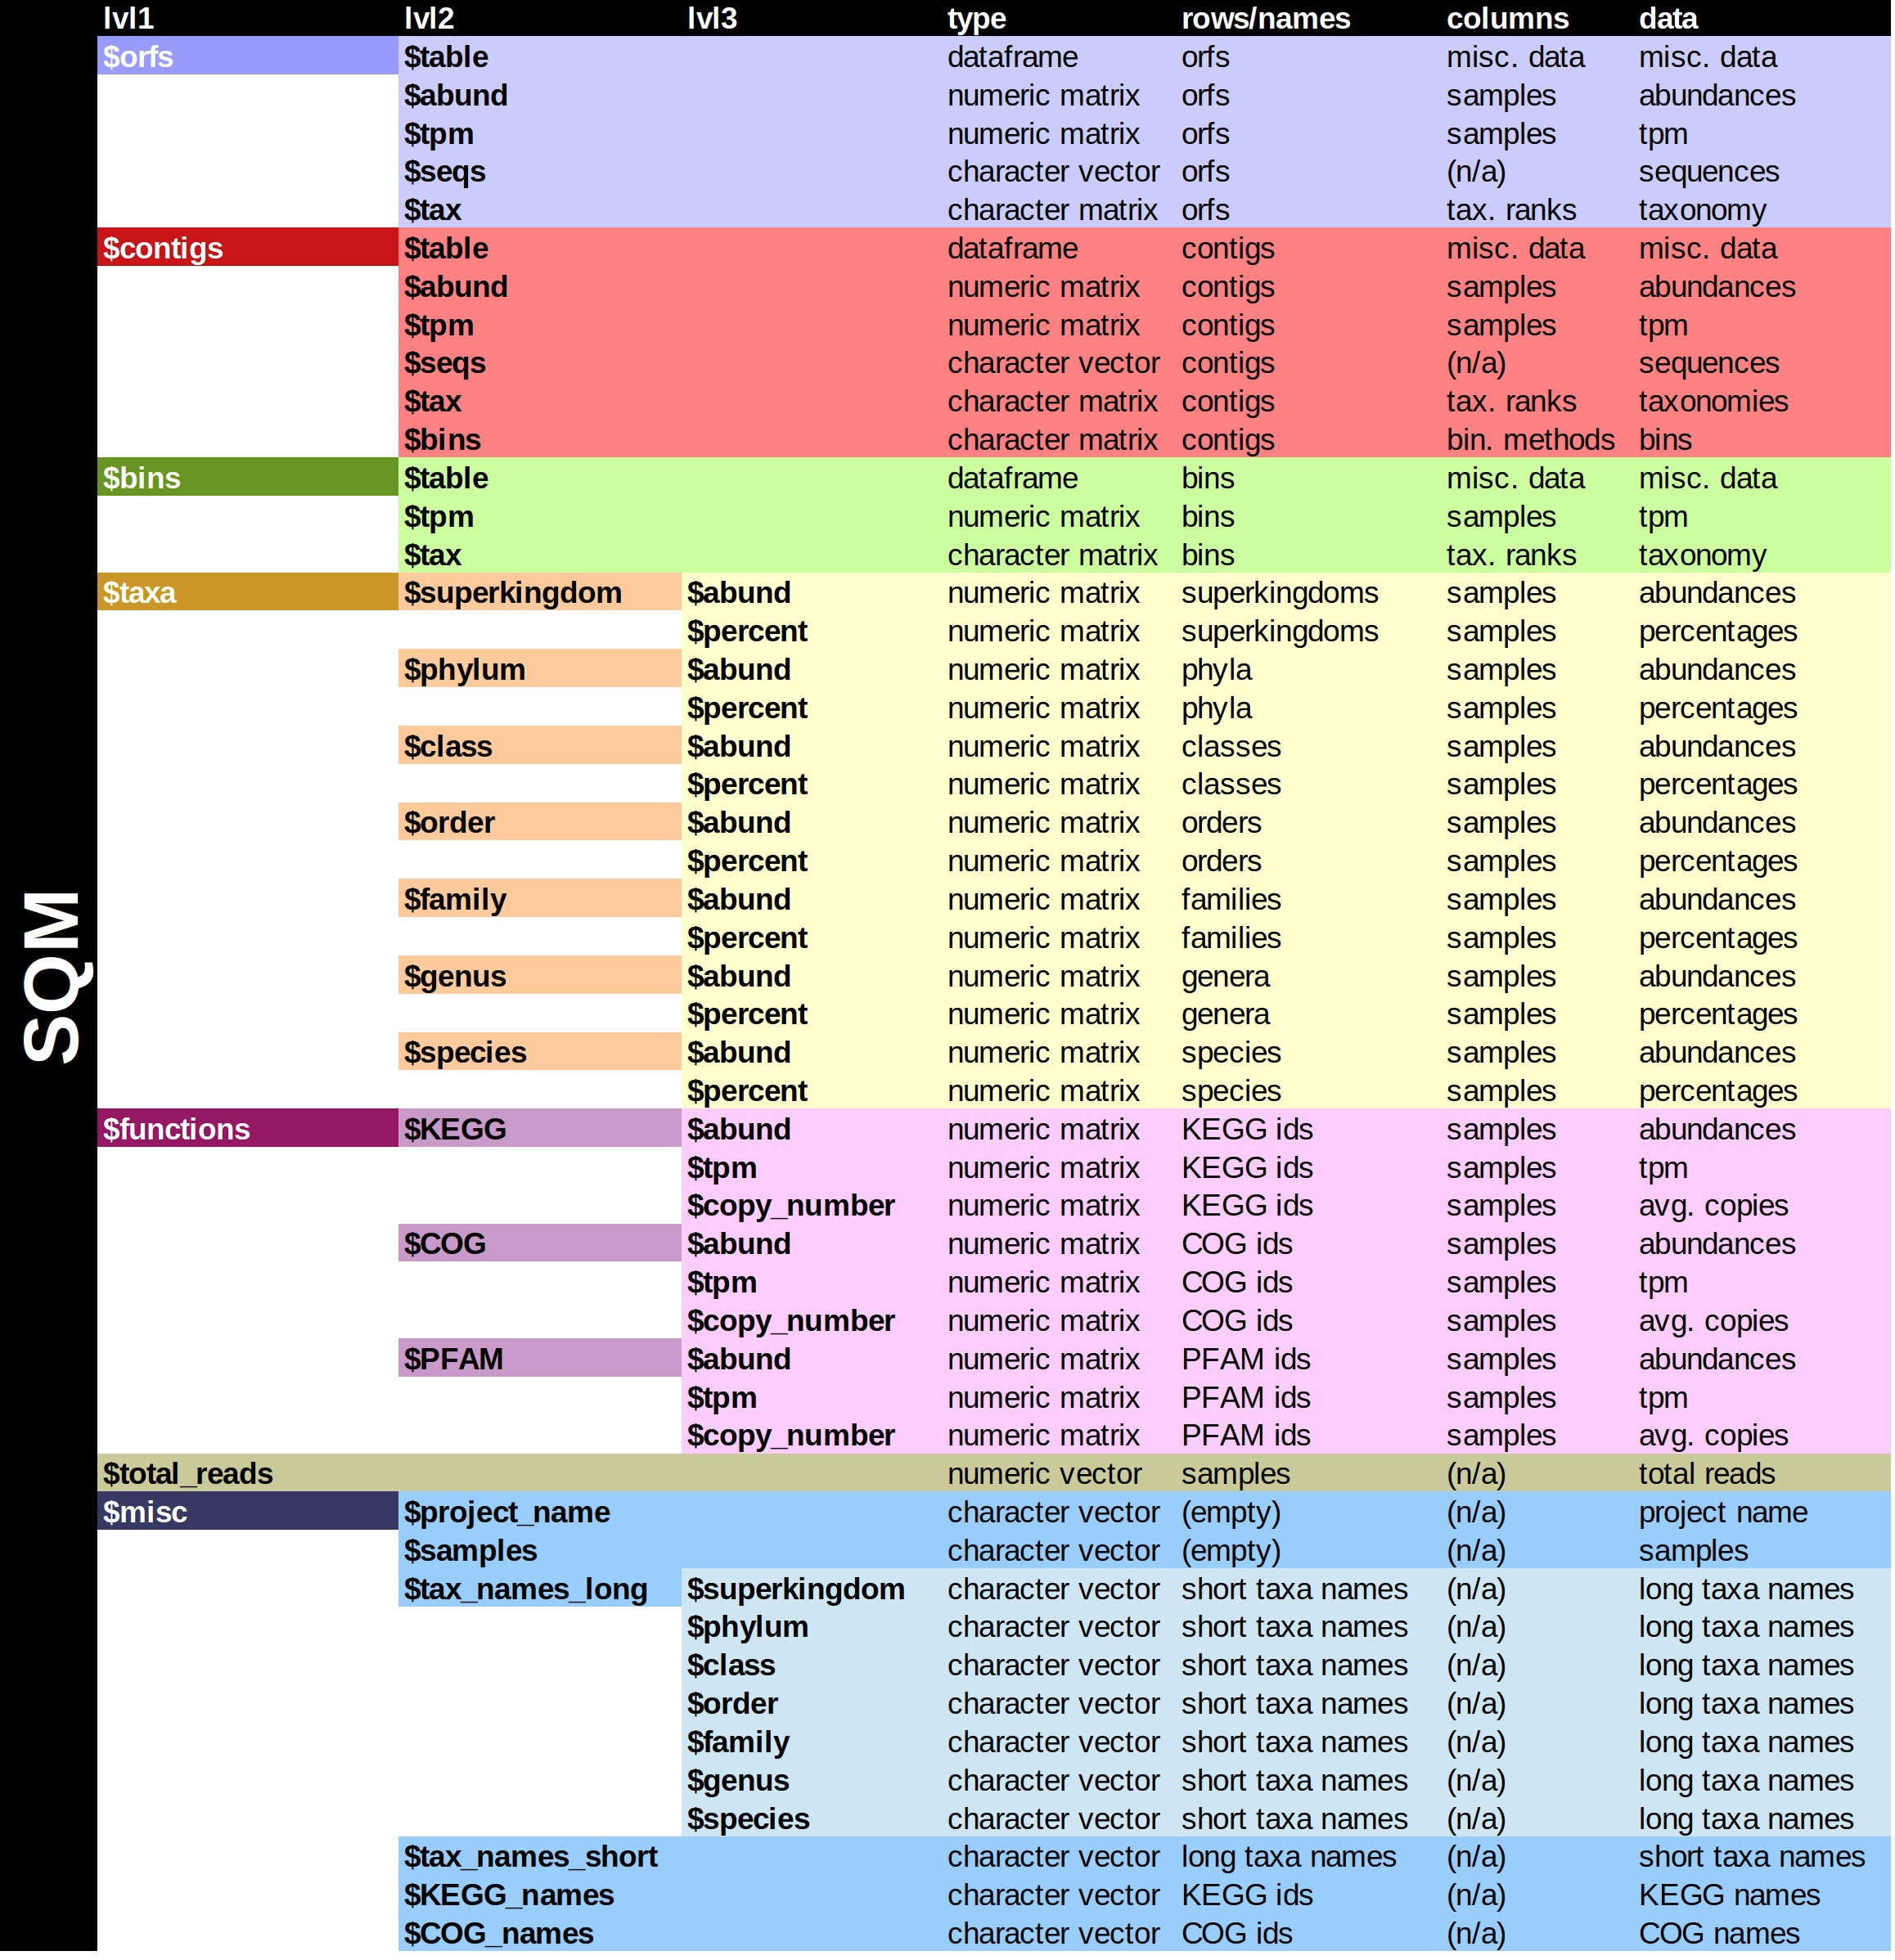 lvl1 lvl2 lvl3 type rows/names columns data
$orfs $table dataframe orfs misc. data misc. data
$abund numeric matrix orfs samples abundances
$tpm numeric matrix orfs samples tpm
$seqs character vector orfs (n/a) sequences
$tax character matrix orfs tax. ranks taxonomy
$contigs $table dataframe contigs misc. data misc. data
$abund numeric matrix contigs samples abundances
$tpm numeric matrix contigs samples tpm
$seqs character vector contigs (n/a) sequences
$tax character matrix contigs tax. ranks taxonomies
$bins character matrix contigs bin. methods bins
$bins $table dataframe bins misc. data misc. data
$tpm numeric matrix bins samples tpm
$tax character matrix bins tax. ranks taxonomy
$taxa $superkingdom $abund numeric matrix superkingdoms samples abundances
$percent numeric matrix superkingdoms samples percentages
$phylum $abund numeric matrix phyla samples abundances
$percent numeric matrix phyla samples percentages
$class $abund numeric matrix classes samples abundances
$percent numeric matrix classes samples percentages
$order $abund numeric matrix orders samples abundances
$percent numeric matrix orders samples percentages
$family $abund numeric matrix families samples abundances
$percent numeric matrix families samples percentages
$genus $abund numeric matrix genera samples abundances
$percent numeric matrix genera samples percentages
$species $abund numeric matrix species samples abundances
$percent numeric matrix species samples percentages
$functions $KEGG $abund numeric matrix KEGG ids samples abundances
$tpm numeric matrix KEGG ids samples tpm
$copy_number numeric matrix KEGG ids samples avg. copies
$COG $abund numeric matrix COG ids samples abundances
$tpm numeric matrix COG ids samples tpm
$copy_number numeric matrix COG ids samples avg. copies
$PFAM $abund numeric matrix PFAM ids samples abundances
$tpm numeric matrix PFAM ids samples tpm
$copy_number numeric matrix PFAM ids samples avg. copies
$total_reads numeric vector samples (n/a) total reads
$misc $project_name character vector (empty) (n/a) project name
$samples character vector (empty) (n/a) samples
$tax_names_long $superkingdom character vector short taxa names (n/a) long taxa names
$phylum character vector short taxa names (n/a) long taxa names
$class character vector short taxa names (n/a) long taxa names
$order character vector short taxa names (n/a) long taxa names
$family character vector short taxa names (n/a) long taxa names
$genus character vector short taxa names (n/a) long taxa names
$species character vector short taxa names (n/a) long taxa names
$tax_names_short character vector long taxa names (n/a) short taxa names
$KEGG_names character vector KEGG ids (n/a) KEGG names
$COG_names character vector COG ids (n/a) COG names
SQM